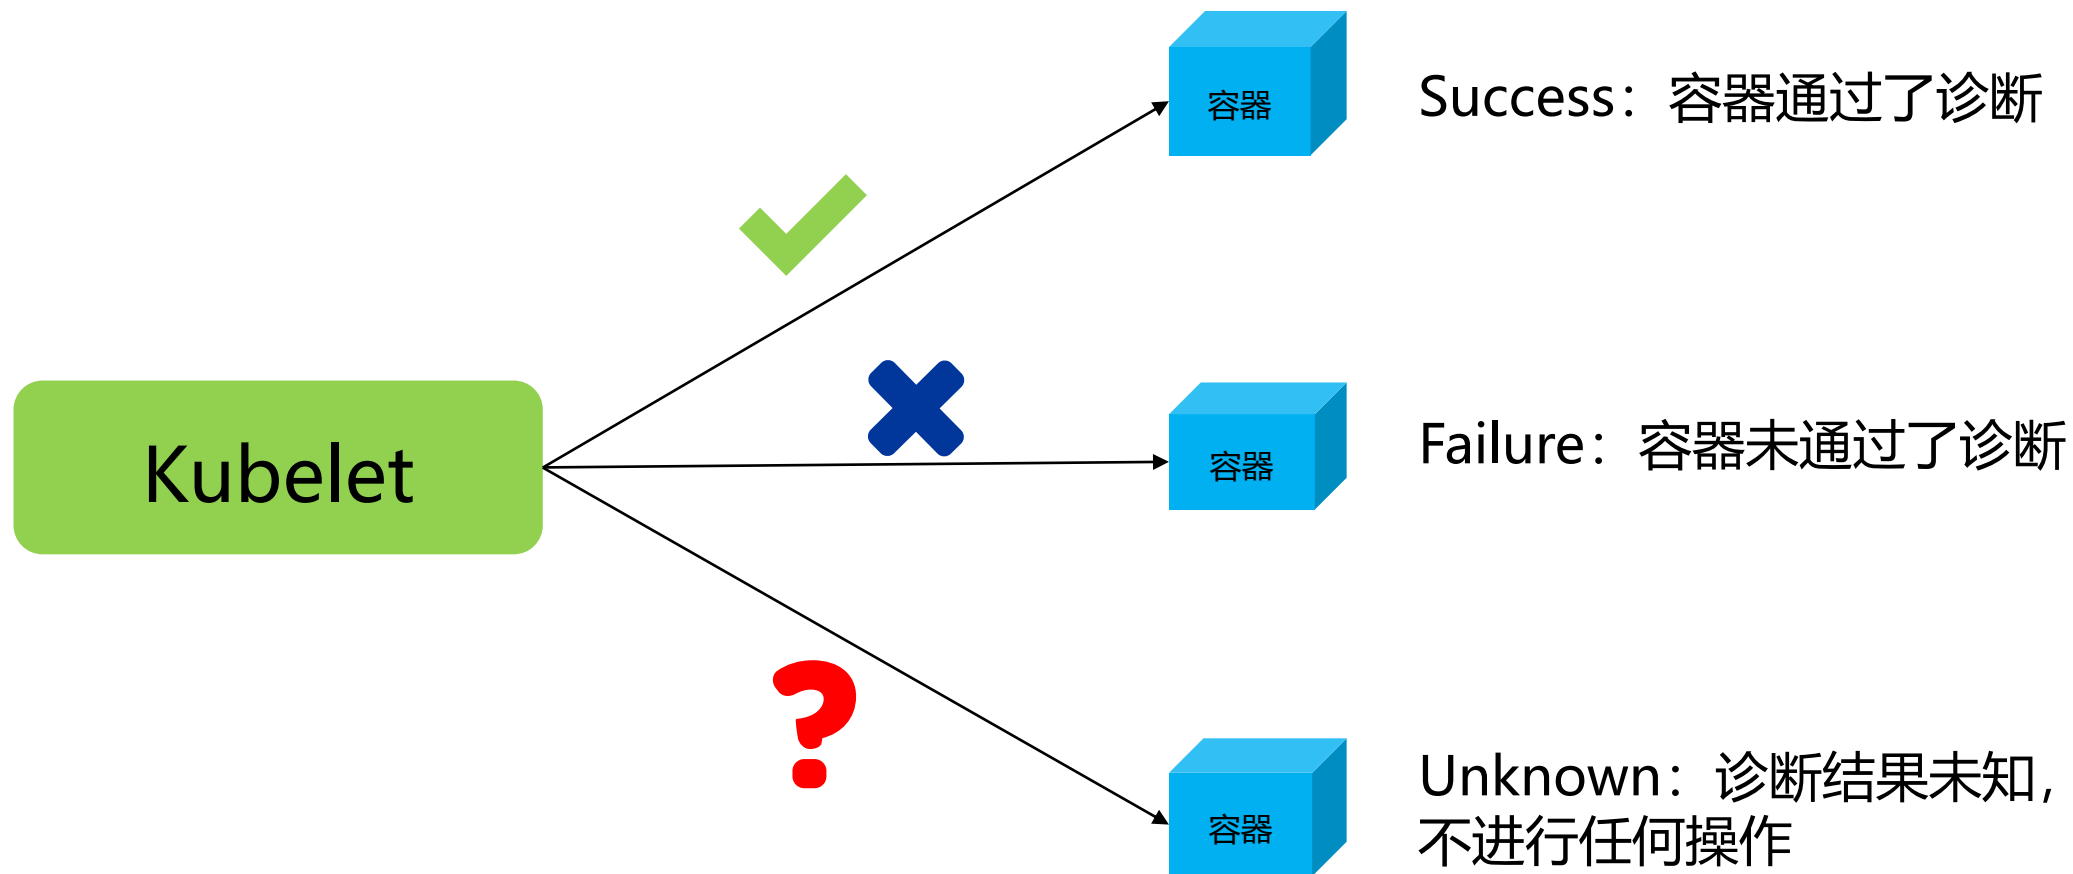 容器
Success：容器通过了诊断
Kubelet
容器
Failure：容器未通过了诊断
容器
Unknown：诊断结果未知，
不进行任何操作